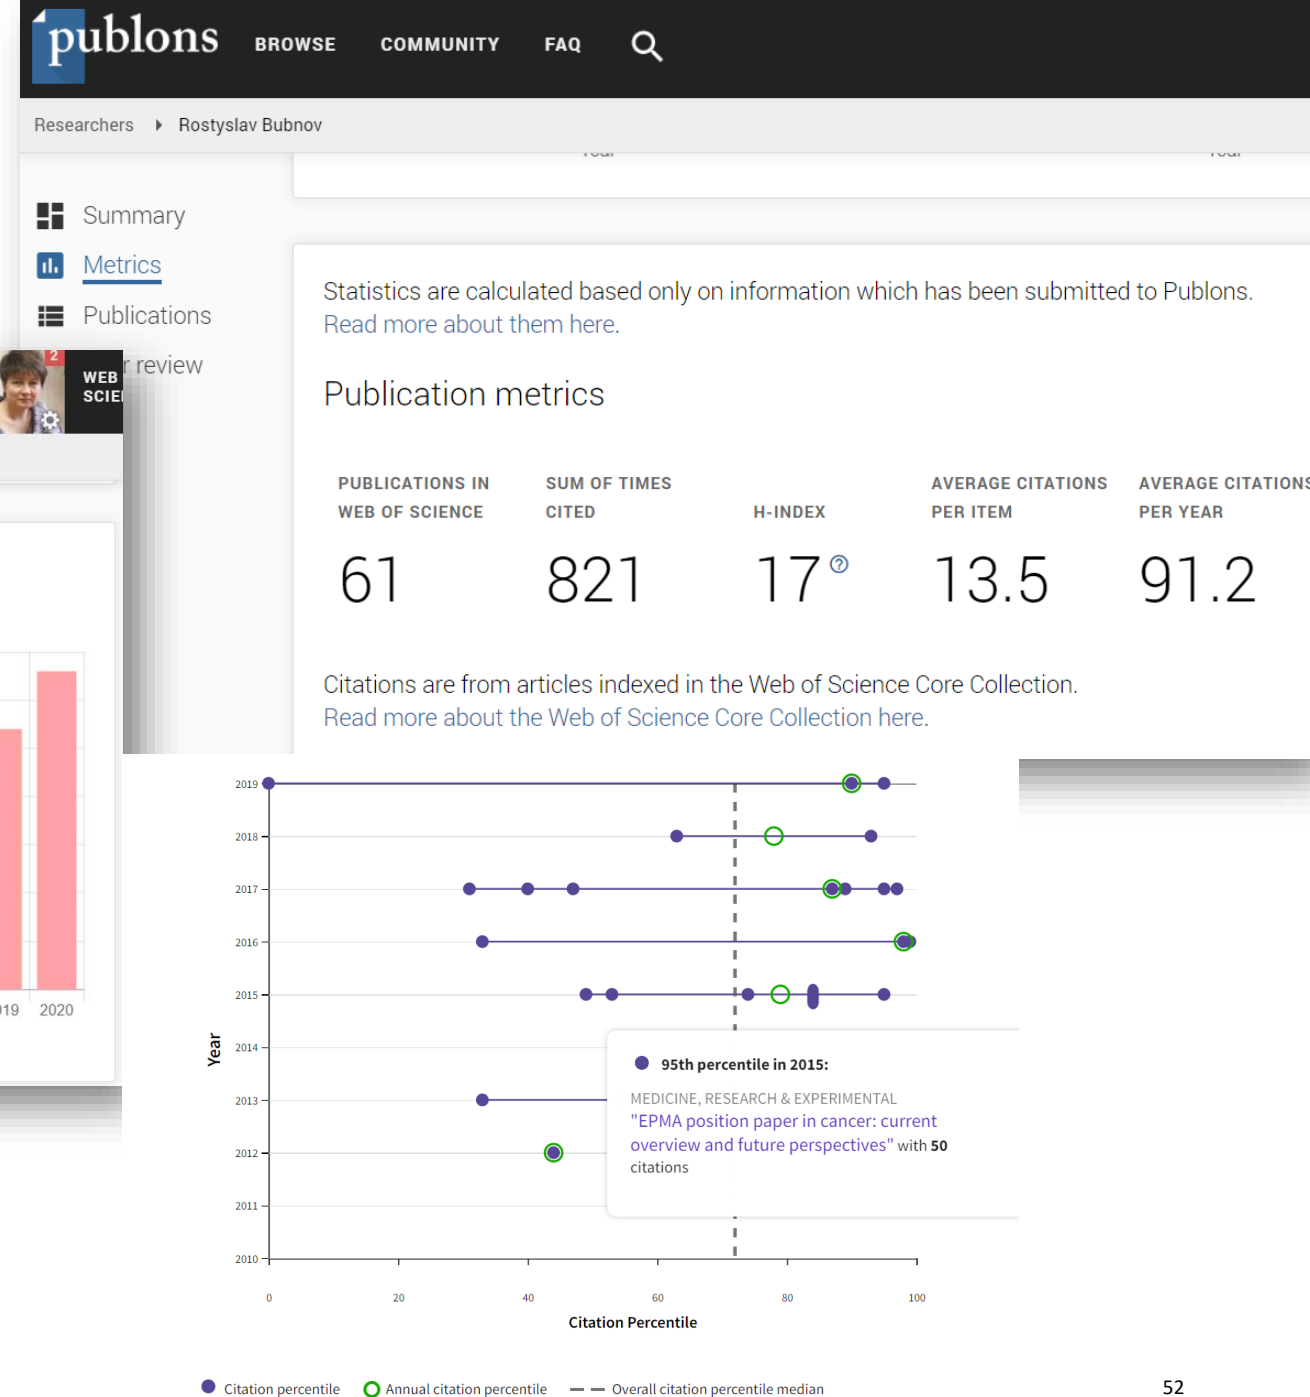 publons
BROWSE COMMUNITY FAQ
Researchers Rostyslav Bubnov
Summary
Metrics
Publications
review
Statistics are calculated based only on information which has been submitted to Publons.
Read more about them here.
Publication metrics
PUBLICATIONS IN WEB OF SCIENCE
61
SUM OF TIMES CITED
821
H-INDEX
17
AVERAGE CITATIONS PER ITEM
13.5
AVERAGE CITATIONS PER YEAR
91.2
Citations are from articles indexed in the Web of Science Core Collection.
Read more about the Web of Science Core Collection here.
2
WEB
2020
2019
2018
2017
2016
2015
2014
2013
2012
2011
2010
Year
95th percentile in 2015:
MEDICINE, RESEARCH & EXPERIMENTAL
"EPMA position paper in cancer: current
overview and future perspectives" with 50
citations
0 20 40 60 80 100
Citation Percentile
Citation percentile Annual citation percentile Overall citation percentile median
52